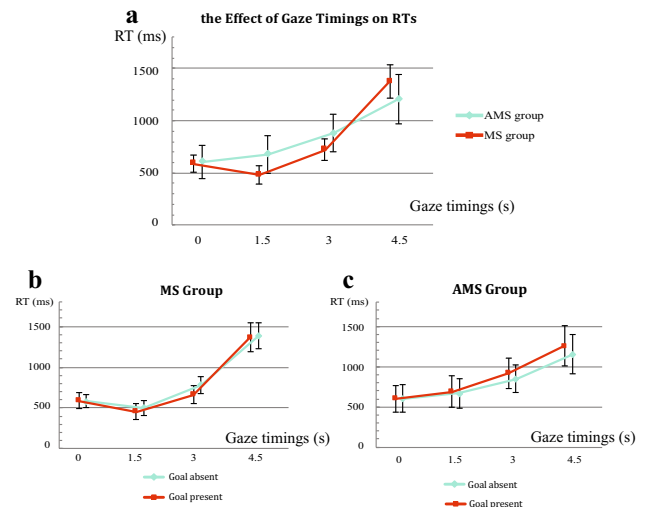 a
the Effect of Gaze Timings on RTs
RT (ms)
1500
1000
500
0
0 1.5 3 4.5
Gaze timings (s)
AMS group
MS group
b
MS Group
RT (ms)
1500
1000
500
0
0 1.5 3 4.5
Gaze timings (s)
Goal absent
Goal present
c
AMS Group
RT (ms)
1500
1000
500
0
0 1.5 3 4.5
Gaze timings (s)
Goal absent
Goal present